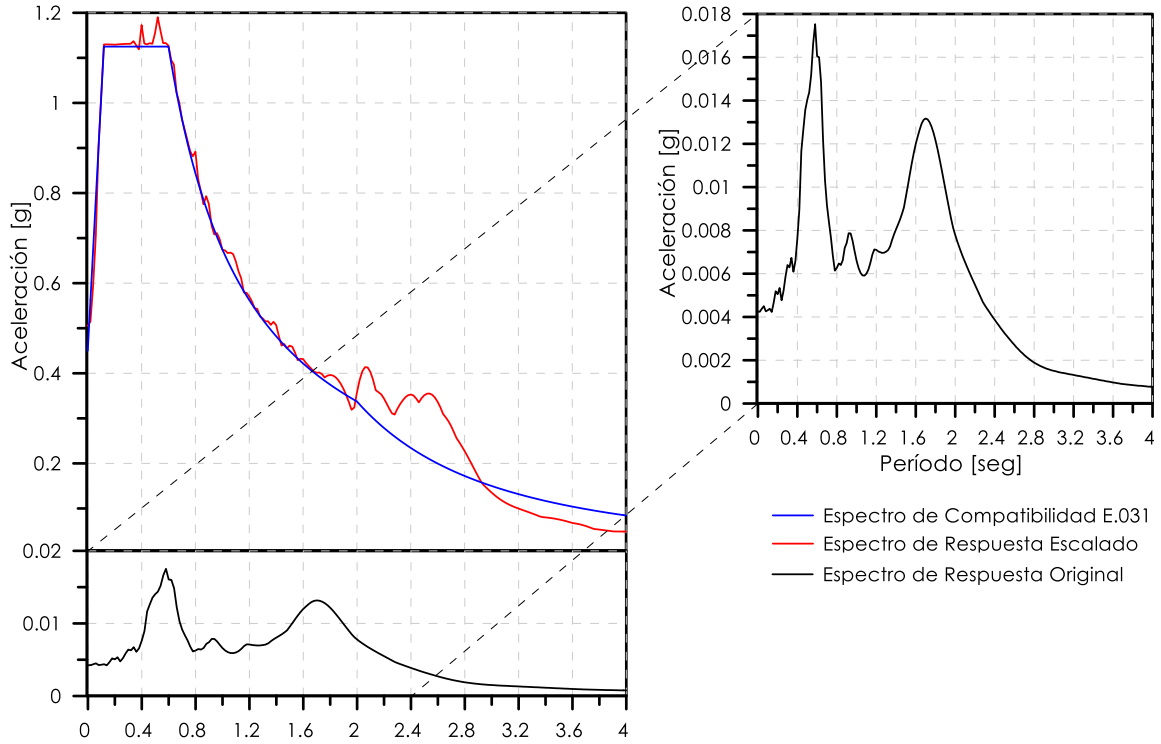 1.2
1
0.8
0.6
0.4
0.2
Aceleración [g]
0.02
0.01
0
0 0.4 0.8 1.2 1.6 2 2.4 2.8 3.2 3.6 4
0.018
0.016
0.014
0.012
0.01
0.008
0.006
0.004
0.002
0
Aceleración [g]
0 0.4 0.8 1.2 1.6 2 2.4 2.8 3.2 3.6 4
Período [seg]
Espectro de Compatibilidad E.031
Espectro de Respuesta Escalado
Espectro de Respuesta Original